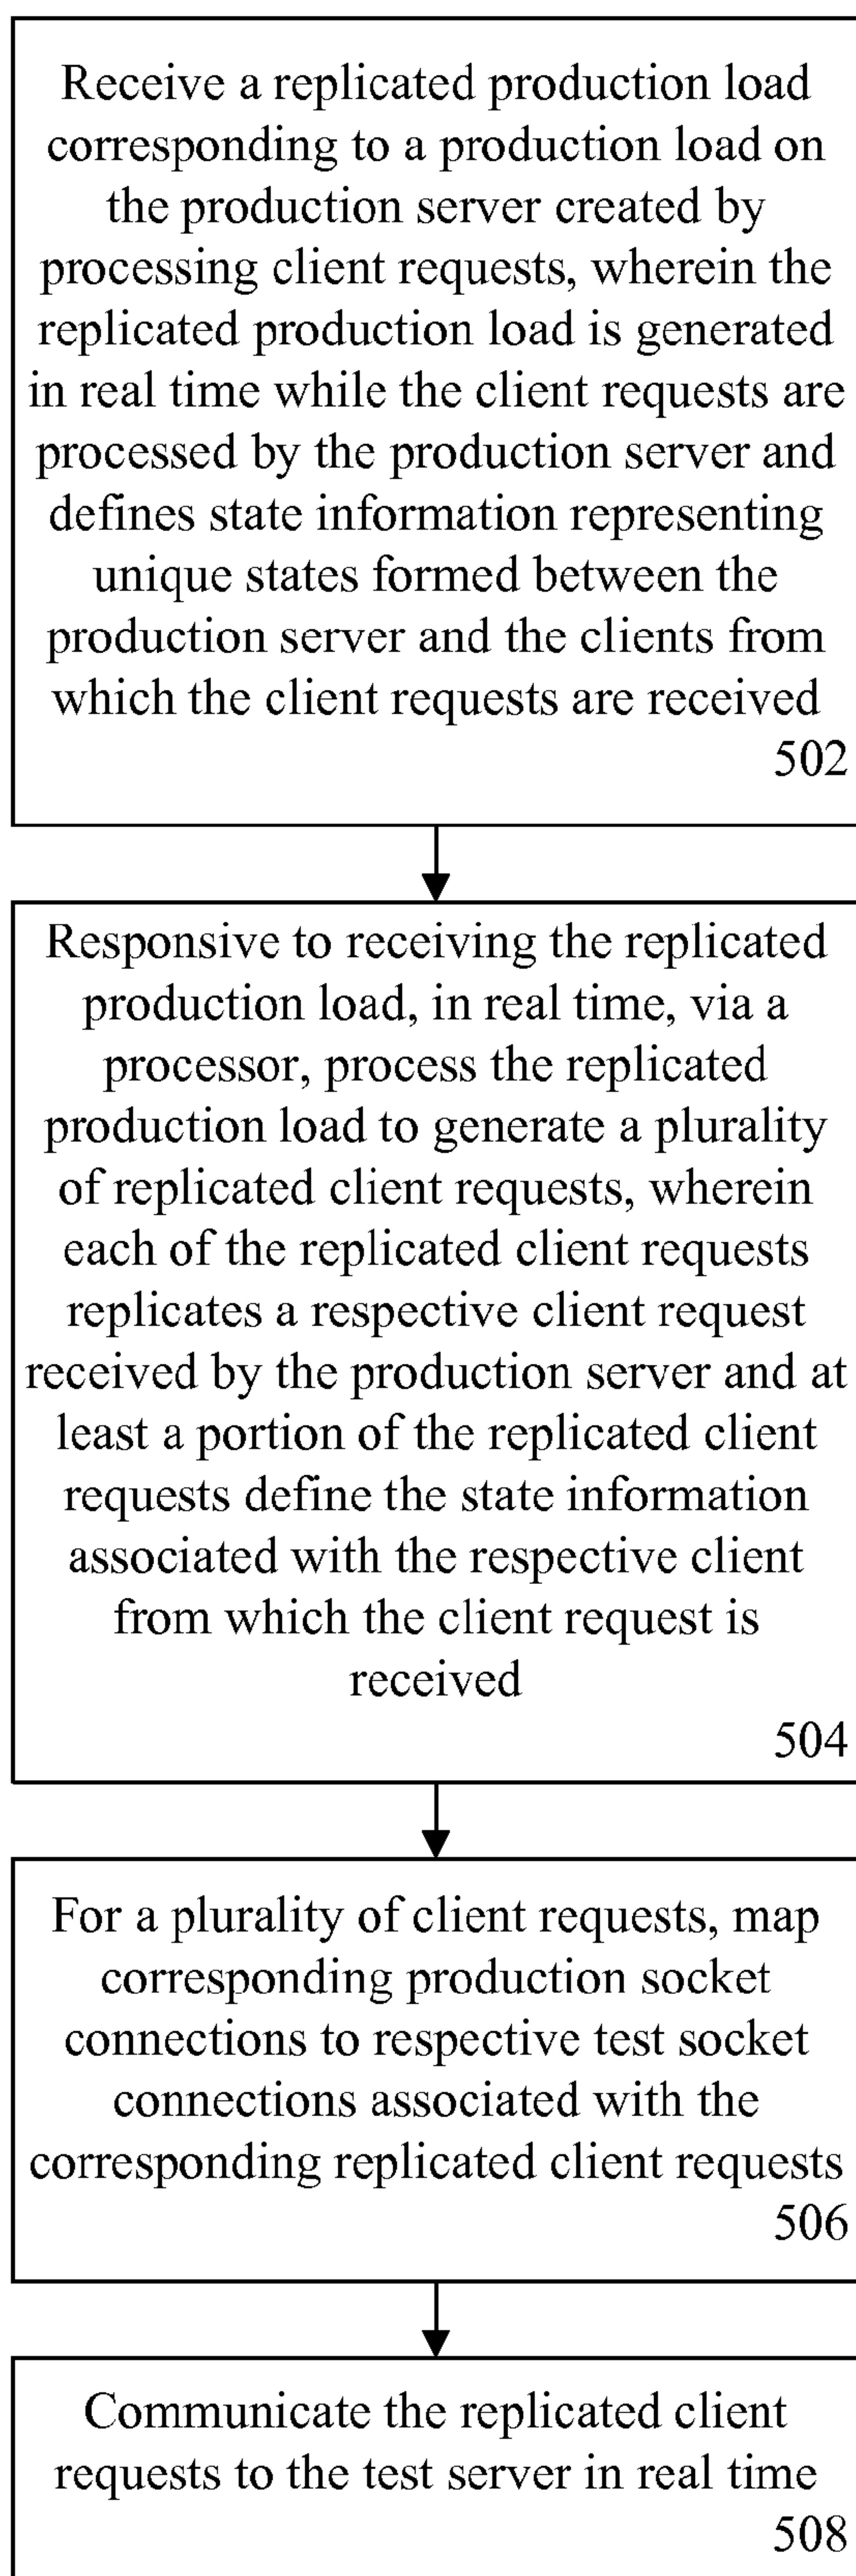 Receive a replicated production load
corresponding to a production load on
the production server created by
processing client requests, wherein the
replicated production load is generated
in real time while the client requests are
processed by the production server and
defines state information representing
unique states formed between the
production server and the clients from
which the client requests are received
502
Responsive to receiving the replicated
production load, in real time, via a
processor, process the replicated
production load to generate a plurality
of replicated client requests, wherein
each of the replicated client requests
replicates a respective client request
received by the production server and at
least a portion of the replicated client
requests define the state information
associated with the respective client
from which the client request is
received
504
For a plurality of client requests, map
corresponding production socket
connections to respective test socket
connections associated with the
corresponding replicated client requests
506
Communicate the replicated client
requests to the test server in real time
508